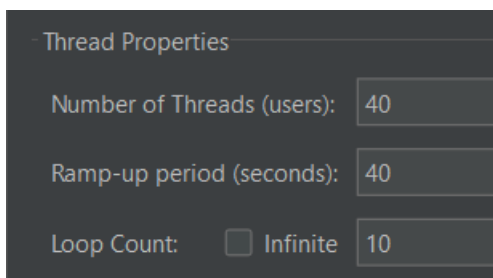 Thread Properties
Number of Threads (users): 40
Ramp-up period (seconds): 40
Loop Count: Infinite 10